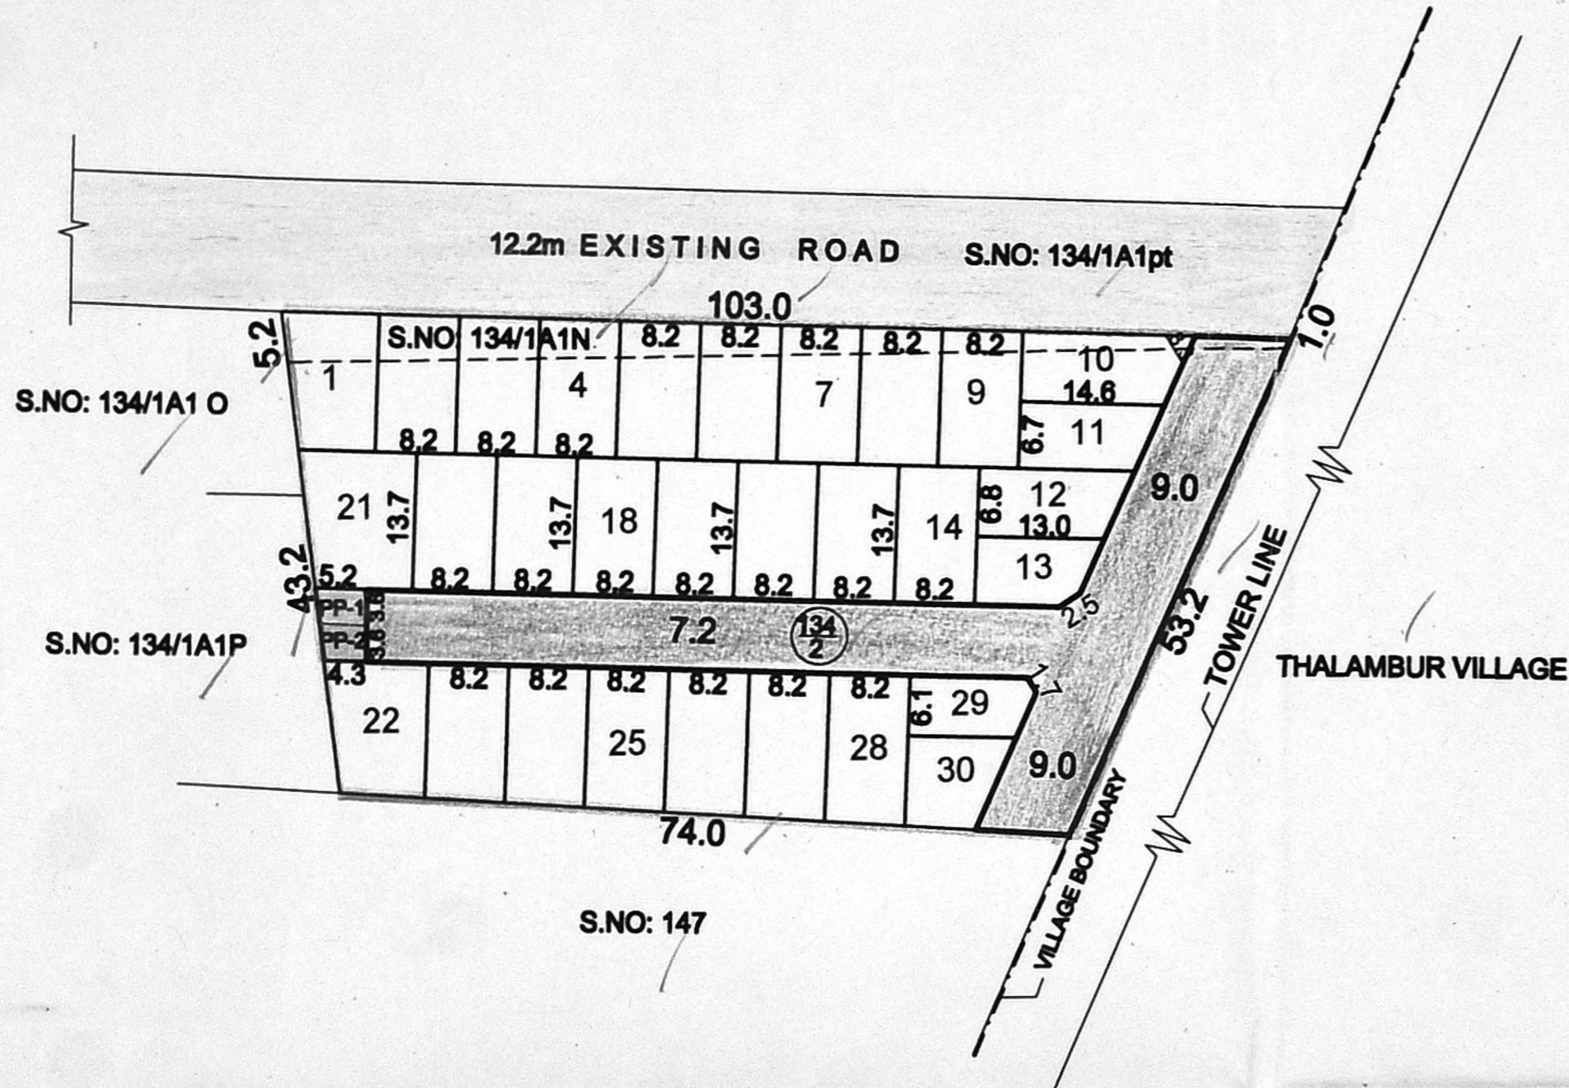 12.2m EXISTING ROAD S.NO: 134/1A1pt
103.0
1.0
5.2
S.NO 134/1A1N
8.2 8.2 8.2 8.2 8.2
1 4 7 9 10
14.6
S.NO: 134/1A1 O
6.7 11
8.2 8.2 8.2
9.0
21 13.7 13.7 18 13.7 13.7 14 6.8 12
13.0
13
43.2
5.2 8.2 8.2 8.2 8.2 8.2 8.2 8.2
PP-1 3.6
2.5
7.2
134
2
PP-2 3.6
S.NO: 134/1A1P
53.2
TOWER LINE
THALAMBUR VILLAGE
4.3 8.2 8.2 8.2 8.2 8.2 8.2
1.7
22 25 28 6.1 29
30
9.0
74.0
VILLAGE BOUNDARY
S.NO: 147